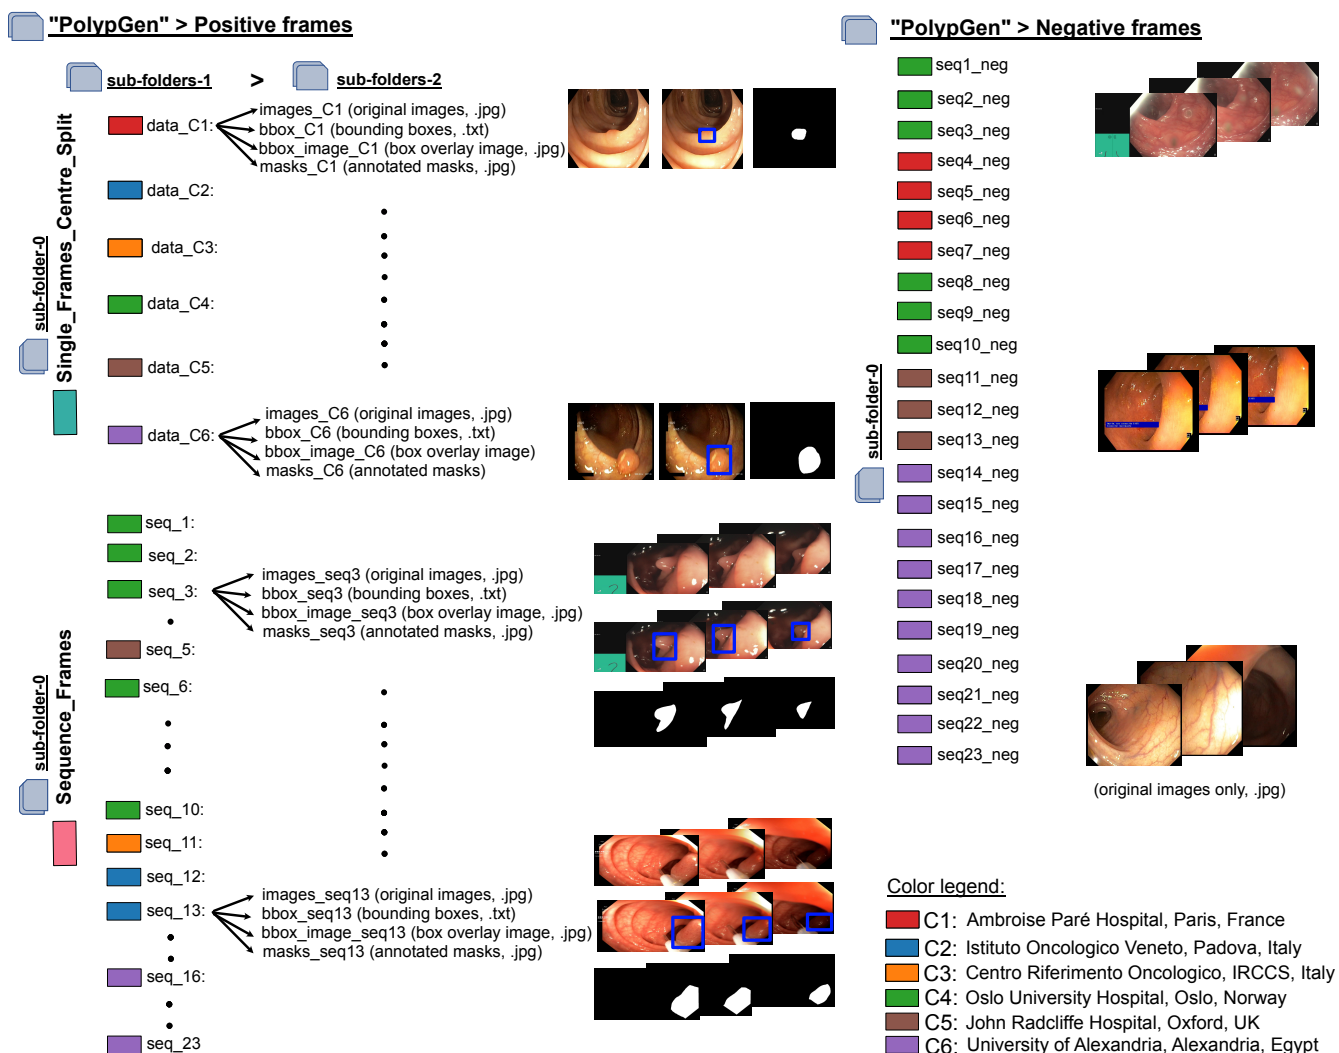 "PolypGen" > Positive frames
sub-folders-1 > sub-folders-2
sub-folder-0
Single_Frames_Centre_Split
data_C1:
images_C1 (original images, .jpg)
bbox_C1 (bounding boxes, .txt)
bbox_image_C1 (box overlay image, .jpg)
masks_C1 (annotated masks, .jpg)
data_C2:
data_C3:
data_C4:
data_C5:
data_C6:
images_C6 (original images, .jpg)
bbox_C6 (bounding boxes, .txt)
bbox_image_C6 (box overlay image)
masks_C6 (annotated masks)
sub-folder-0
Sequence_Frames
seq_1:
seq_2:
seq_3:
images_seq3 (original images, .jpg)
bbox_seq3 (bounding boxes, .txt)
bbox_image_seq3 (box overlay image, .jpg)
masks_seq3 (annotated masks, .jpg)
seq_5:
seq_6:
seq_10:
seq_11:
seq_12:
seq_13:
images_seq13 (original images, .jpg)
bbox_seq13 (bounding boxes, .txt)
bbox_image_seq13 (box overlay image, .jpg)
masks_seq13 (annotated masks, .jpg)
seq_16:
seq_23
"PolypGen" > Negative frames
sub-folder-0
seq1_neg
seq2_neg
seq3_neg
seq4_neg
seq5_neg
seq6_neg
seq7_neg
seq8_neg
seq9_neg
seq10_neg
seq11_neg
seq12_neg
seq13_neg
seq14_neg
seq15_neg
seq16_neg
seq17_neg
seq18_neg
seq19_neg
seq20_neg
seq21_neg
seq22_neg
seq23_neg
(original images only, .jpg)
Color legend:
C1: Ambroise Paré Hospital, Paris, France
C2: Istituto Oncologico Veneto, Padova, Italy
C3: Centro Riferimento Oncologico, IRCCS, Italy
C4: Oslo University Hospital, Oslo, Norway
C5: John Radcliffe Hospital, Oxford, UK
C6: University of Alexandria, Alexandria, Egypt